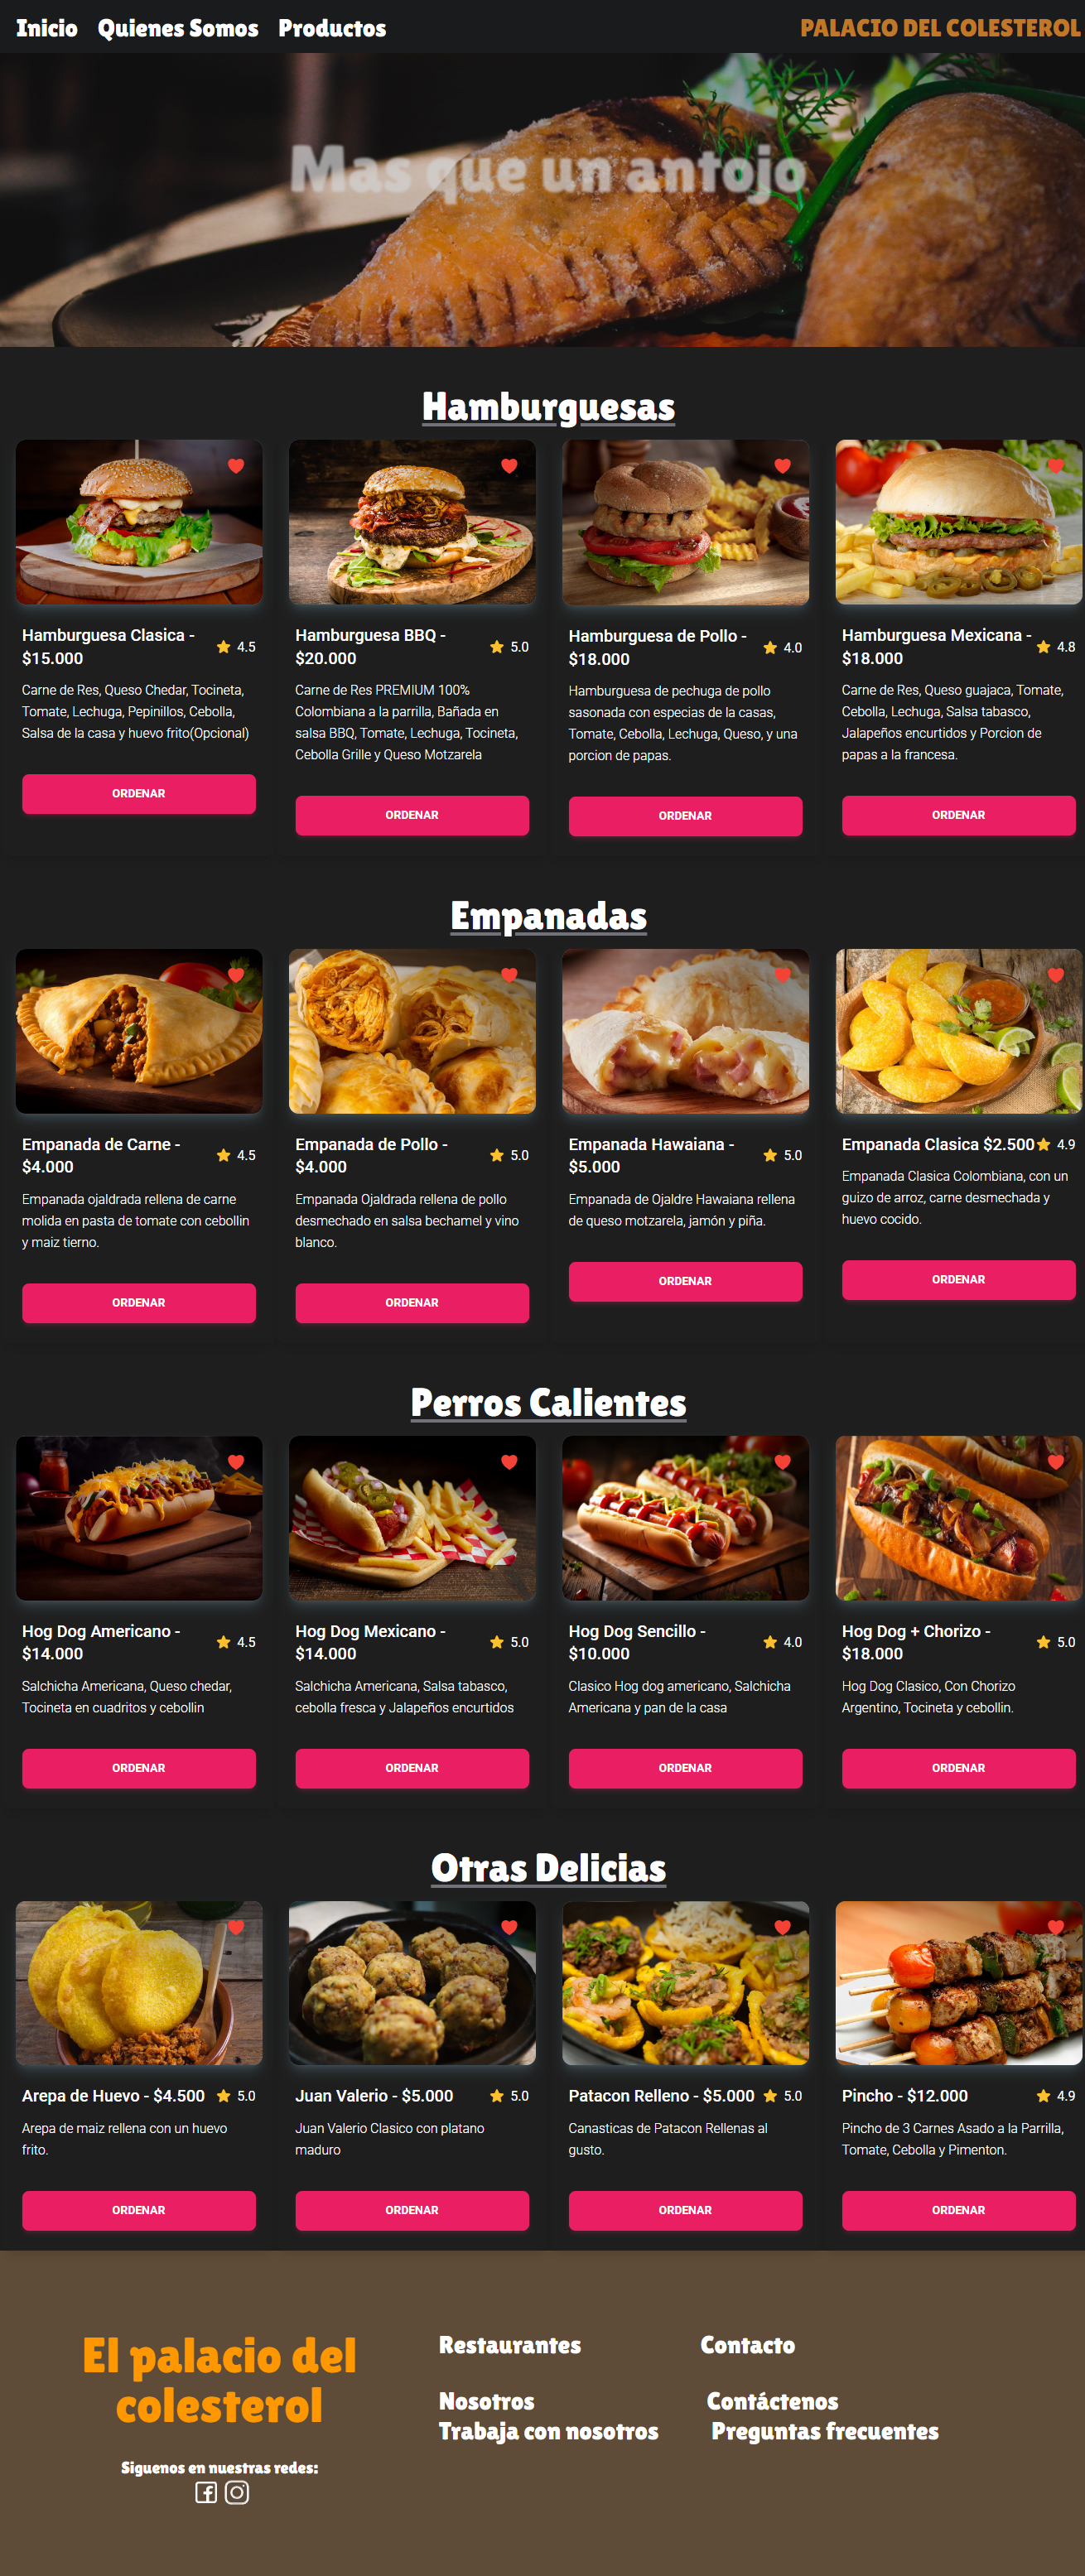 Inicio Quienes Somos Productos PALACIO DEL COLESTEROL
Mas que un antojo
Hamburguesas
Hamburguesa Clasica -
$15.000
4.5
Carne de Res, Queso Chedar, Tocineta,
Tomate, Lechuga, Pepinillos, Cebolla,
Salsa de la casa y huevo frito(Opcional)
ORDENAR
Hamburguesa BBQ -
$20.000
5.0
Carne de Res PREMIUM 100%
Colombiana a la parrilla, Bañada en
salsa BBQ, Tomate, Lechuga, Tocineta,
Cebolla Grille y Queso Motzarela
ORDENAR
Hamburguesa de Pollo -
$18.000
4.0
Hamburguesa de pechuga de pollo
sasonada con especias de la casas,
Tomate, Cebolla, Lechuga, Queso, y una
porcion de papas.
ORDENAR
Hamburguesa Mexicana -
$18.000
4.8
Carne de Res, Queso guajaca, Tomate,
Cebolla, Lechuga, Salsa tabasco,
Jalapeños encurtidos y Porcion de
papas a la francesa.
ORDENAR
Empanadas
Empanada de Carne -
$4.000
4.5
Empanada ojaldrada rellena de carne
molida en pasta de tomate con cebollin
y maiz tierno.
ORDENAR
Empanada de Pollo -
$4.000
5.0
Empanada Ojaldrada rellena de pollo
desmechado en salsa bechamel y vino
blanco.
ORDENAR
Empanada Hawaiana -
$5.000
5.0
Empanada de Ojaldre Hawaiana rellena
de queso motzarela, jamón y piña.
ORDENAR
Empanada Clasica $2.500
4.9
Empanada Clasica Colombiana, con un
guizo de arroz, carne desmechada y
huevo cocido.
ORDENAR
Perros Calientes
Hog Dog Americano -
$14.000
4.5
Salchicha Americana, Queso chedar,
Tocineta en cuadritos y cebollin
ORDENAR
Hog Dog Mexicano -
$14.000
5.0
Salchicha Americana, Salsa tabasco,
cebolla fresca y Jalapeños encurtidos
ORDENAR
Hog Dog Sencillo -
$10.000
4.0
Clasico Hog dog americano, Salchicha
Americana y pan de la casa
ORDENAR
Hog Dog + Chorizo -
$18.000
5.0
Hog Dog Clasico, Con Chorizo
Argentino, Tocineta y cebollin.
ORDENAR
Otras Delicias
Arepa de Huevo - $4.500
5.0
Arepa de maiz rellena con un huevo
frito.
ORDENAR
Juan Valerio - $5.000
5.0
Juan Valerio Clasico con platano
maduro
ORDENAR
Patacon Relleno - $5.000
5.0
Canasticas de Patacon Rellenas al
gusto.
ORDENAR
Pincho - $12.000
4.9
Pincho de 3 Carnes Asado a la Parrilla,
Tomate, Cebolla y Pimenton.
ORDENAR
El palacio del
colesterol
Siguenos en nuestras redes:
Restaurantes
Nosotros
Trabaja con nosotros
Contacto
Contáctenos
Preguntas frecuentes